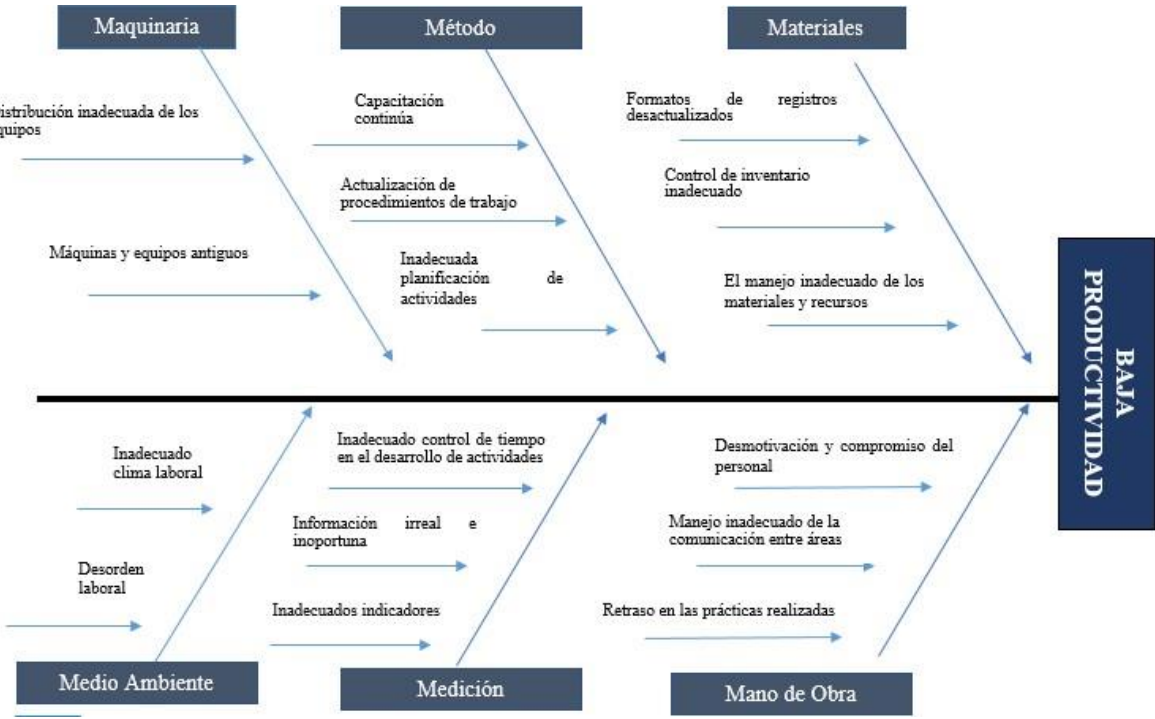 Maquinaria
Método
Materiales
istribución inadecuada de los
quipos
Máquinas y equipos antiguos
Capacitación
continúa
Actualización de
procedimientos de trabajo
Inadecuada
planificación de
actividades
Formatos de registros
desactualizados
Control de inventario
inadecuado
El manejo inadecuado de los
materiales y recursos
BAJA
PRODUCTIVIDAD
Inadecuado
clima laboral
Desorden
laboral
Inadecuado control de tiempo
en el desarrollo de actividades
Información irreal e
inoportuna
Inadecuados indicadores
Desmotivación y compromiso del
personal
Manejo inadecuado de la
comunicación entre áreas
Retraso en las prácticas realizadas
Medio Ambiente
Medición
Mano de Obra